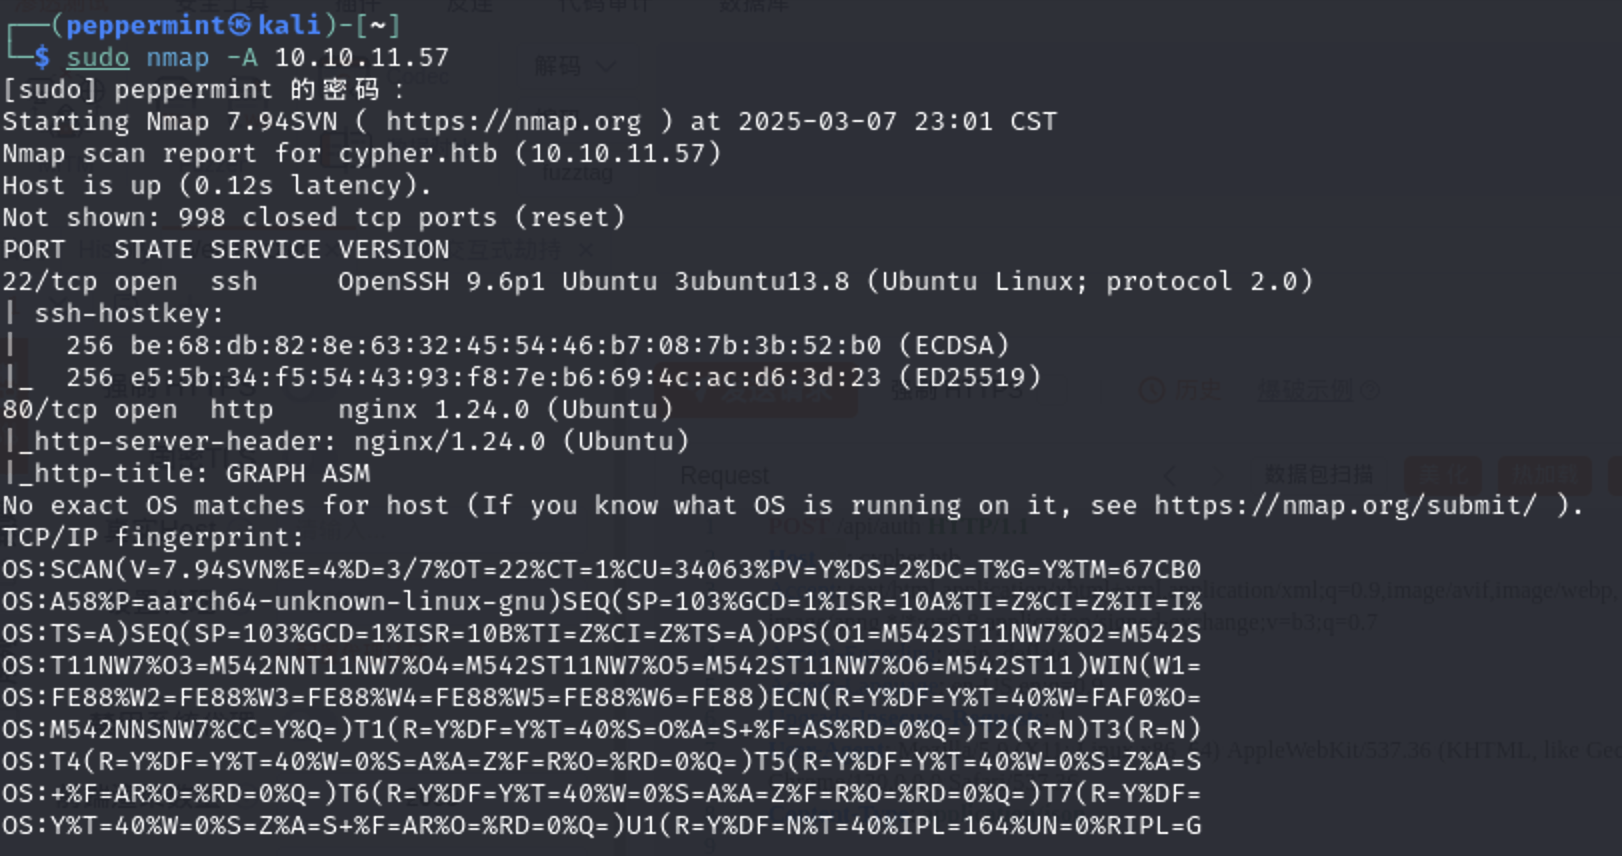 ┌──(peppermint㉿kali)-[~]
└─$ sudo nmap -A 10.10.11.57
[sudo] peppermint 的密码：
Starting Nmap 7.94SVN ( https://nmap.org ) at 2025-03-07 23:01 CST
Nmap scan report for cypher.htb (10.10.11.57)
Host is up (0.12s latency).
Not shown: 998 closed tcp ports (reset)
PORT   STATE SERVICE VERSION
22/tcp open  ssh     OpenSSH 9.6p1 Ubuntu 3ubuntu13.8 (Ubuntu Linux; protocol 2.0)
| ssh-hostkey:
|   256 be:68:db:82:8e:63:32:45:54:46:b7:08:7b:3b:52:b0 (ECDSA)
|_  256 e5:5b:34:f5:54:43:93:f8:7e:b6:69:4c:ac:d6:3d:23 (ED25519)
80/tcp open  http    nginx 1.24.0 (Ubuntu)
|_http-server-header: nginx/1.24.0 (Ubuntu)
|_http-title: GRAPH ASM
No exact OS matches for host (If you know what OS is running on it, see https://nmap.org/submit/ ).
TCP/IP fingerprint:
OS:SCAN(V=7.94SVN%E=4%D=3/7%OT=22%CT=1%CU=34063%PV=Y%DS=2%DC=T%G=Y%TM=67CB0
OS:A58%P=aarch64-unknown-linux-gnu)SEQ(SP=103%GCD=1%ISR=10A%TI=Z%CI=Z%II=I%
OS:TS=A)SEQ(SP=103%GCD=1%ISR=10B%TI=Z%CI=Z%TS=A)OPS(O1=M542ST11NW7%O2=M542S
OS:T11NW7%O3=M542NNT11NW7%O4=M542ST11NW7%O5=M542ST11NW7%O6=M542ST11)WIN(W1=
OS:FE88%W2=FE88%W3=FE88%W4=FE88%W5=FE88%W6=FE88)ECN(R=Y%DF=Y%T=40%W=FAF0%O=
OS:M542NNSNW7%CC=Y%Q=)T1(R=Y%DF=Y%T=40%S=O%A=S+%F=AS%RD=0%Q=)T2(R=N)T3(R=N)
OS:T4(R=Y%DF=Y%T=40%W=0%S=A%A=Z%F=R%O=%RD=0%Q=)T5(R=Y%DF=Y%T=40%W=0%S=Z%A=S
OS:+%F=AR%O=%RD=0%Q=)T6(R=Y%DF=Y%T=40%W=0%S=A%A=Z%F=R%O=%RD=0%Q=)T7(R=Y%DF=
OS:Y%T=40%W=0%S=Z%A=S+%F=AR%O=%RD=0%Q=)U1(R=Y%DF=N%T=40%IPL=164%UN=0%RIPL=G